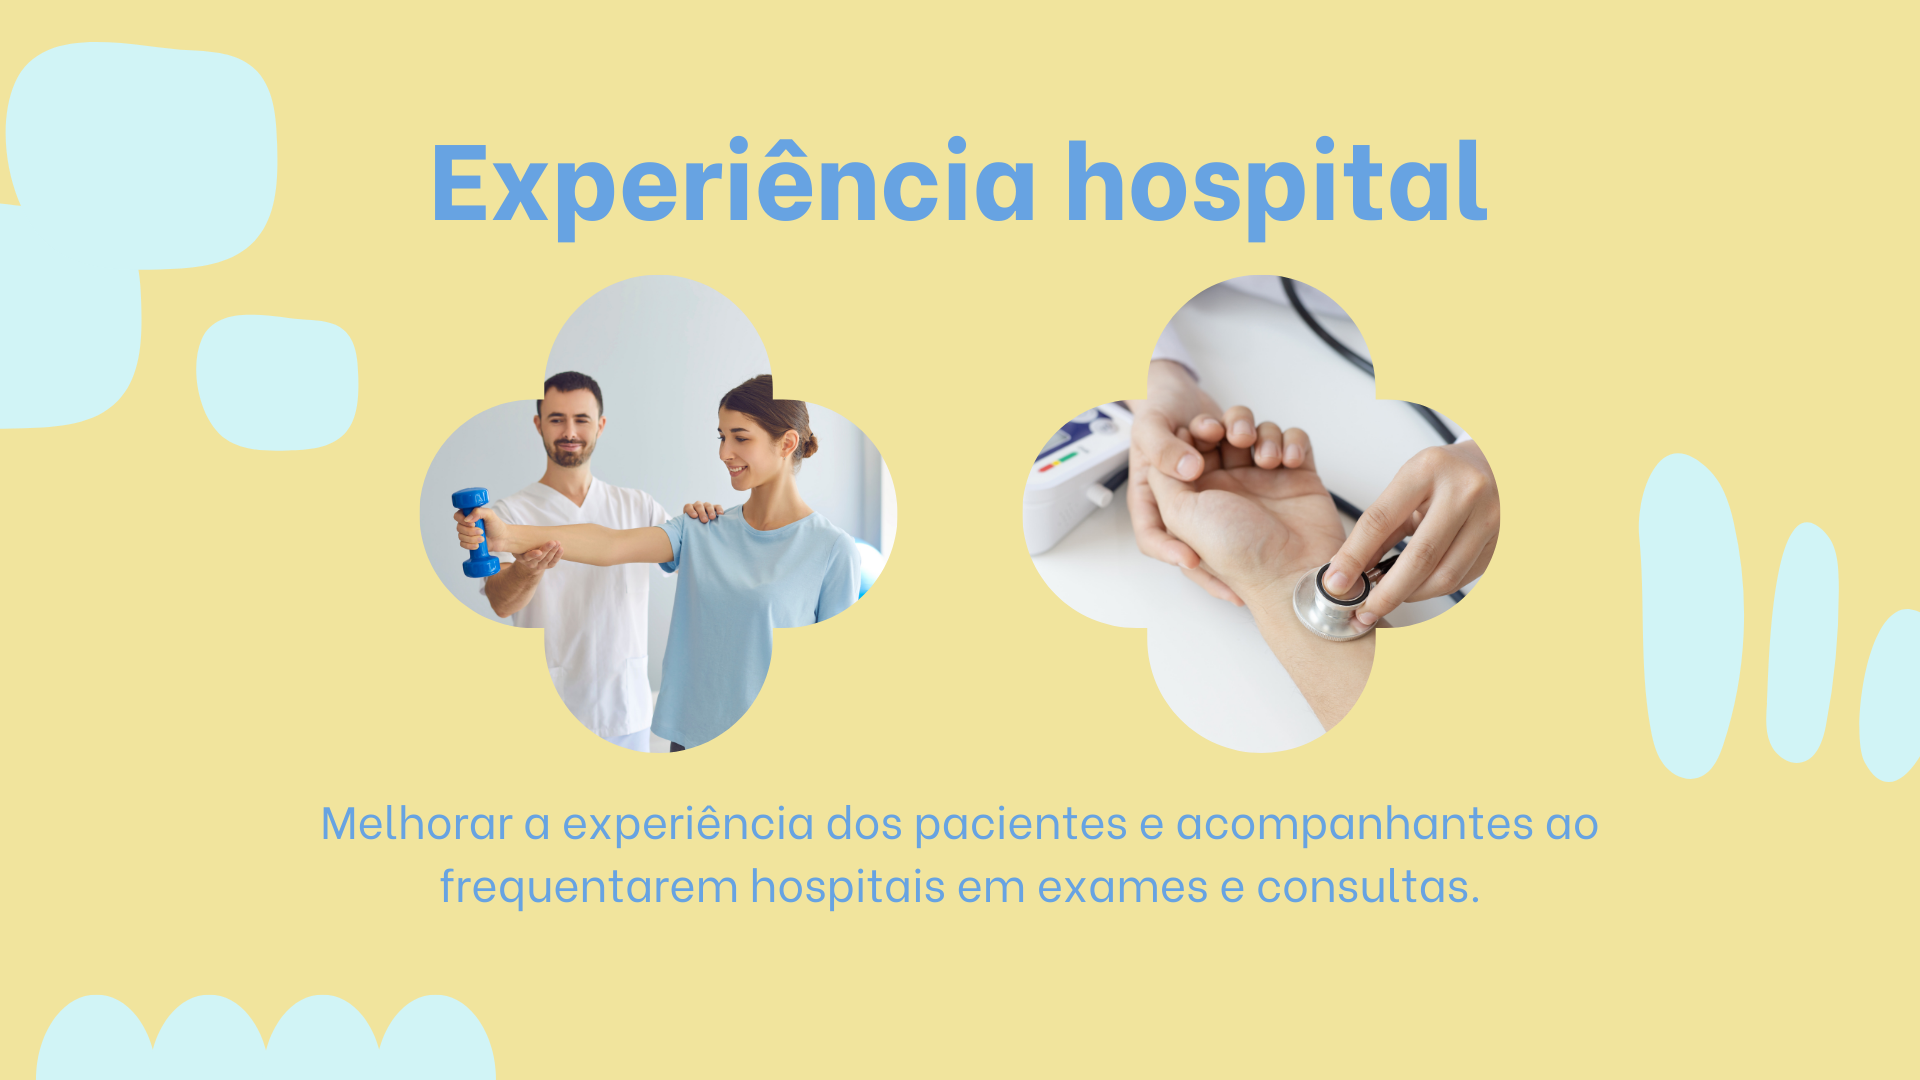 Experiência hospital
Melhorar a experiência dos pacientes e acompanhantes ao
frequentarem hospitais em exames e consultas.